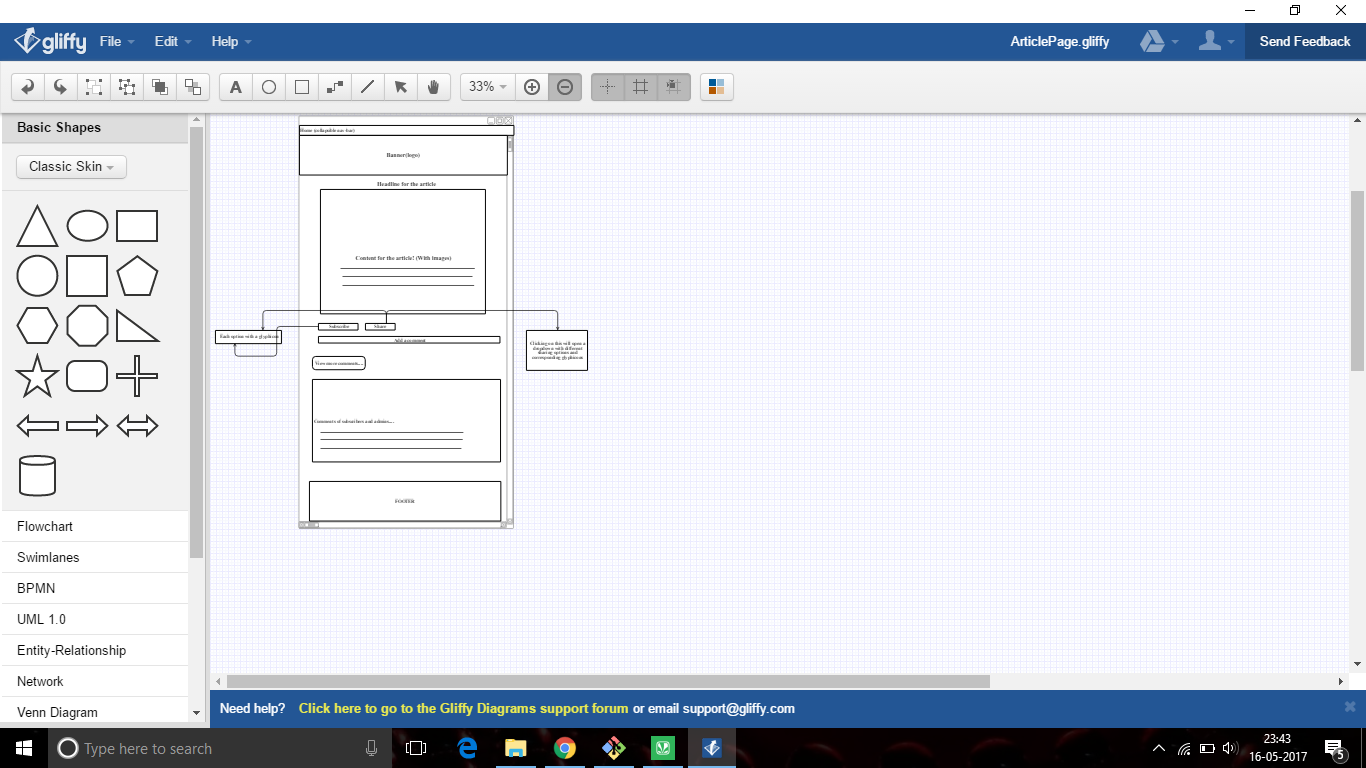 gliffy File Edit Help ArticlePage.gliffy Send Feedback
A 33%
Basic Shapes
Classic Skin
Flowchart
Swimlanes
BPMN
UML 1.0
Entity-Relationship
Network
Venn Diagram
Home (collapsible nav bar)
Banner(logo)
Headline for the article
Content for the article! (With images)
Subscribe Share
Each option with a glyphicon
Add a comment
Clicking on this will open a
dropdown with different
sharing options and
corresponding glyphicons
View more comments....
Comments of subscribers and admins....
FOOTER
Need help? Click here to go to the Gliffy Diagrams support forum or email support@gliffy.com
Type here to search
23:43
16-05-2017
5